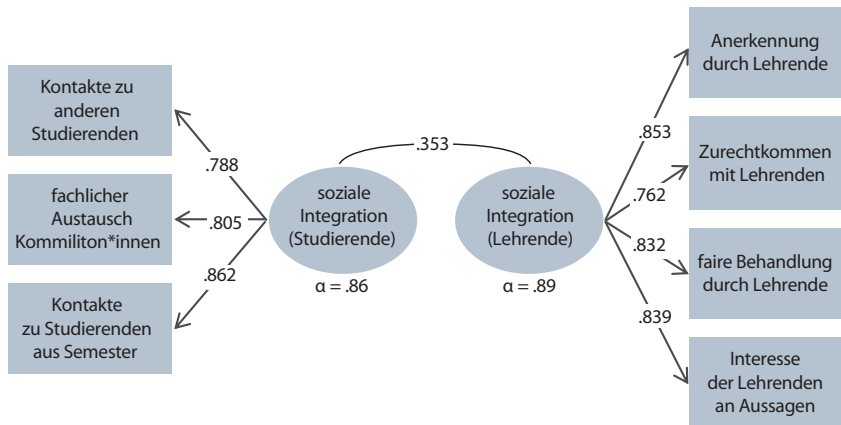 Kontakte zu
anderen
Studierenden
fachlicher
Austausch
Kommiliton*innen
Kontakte
zu Studierenden
aus Semester
.788
.805
.862
soziale
Integration
(Studierende)
α = .86
.353
soziale
Integration
(Lehrende)
α = .89
.853
.762
.832
.839
Anerkennung
durch Lehrende
Zurechtkommen
mit Lehrenden
faire Behandlung
durch Lehrende
Interesse
der Lehrenden
an Aussagen